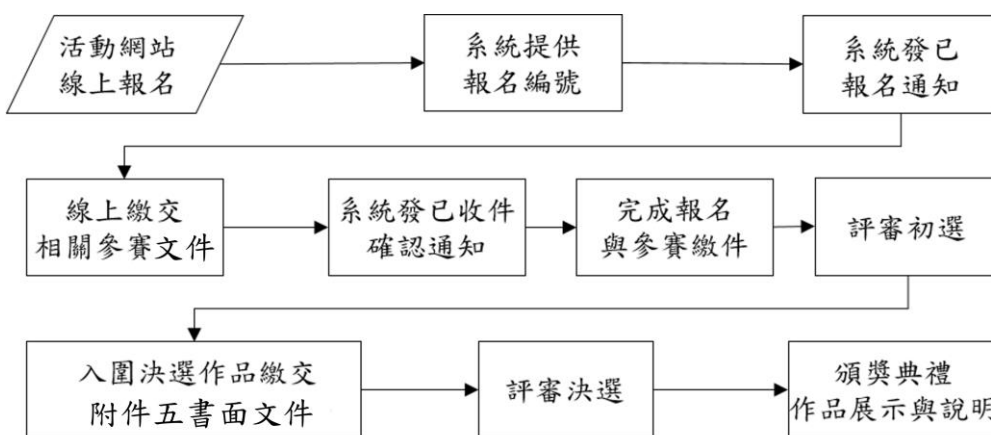 活動網站
線上報名
系統提供
報名編號
系統發已
報名通知
線上繳交
相關參賽文件
系統發已收件
確認通知
完成報名
與參賽繳件
評審初選
入圍決選作品繳交
附件五書面文件
評審決選
頒獎典禮
作品展示與說明